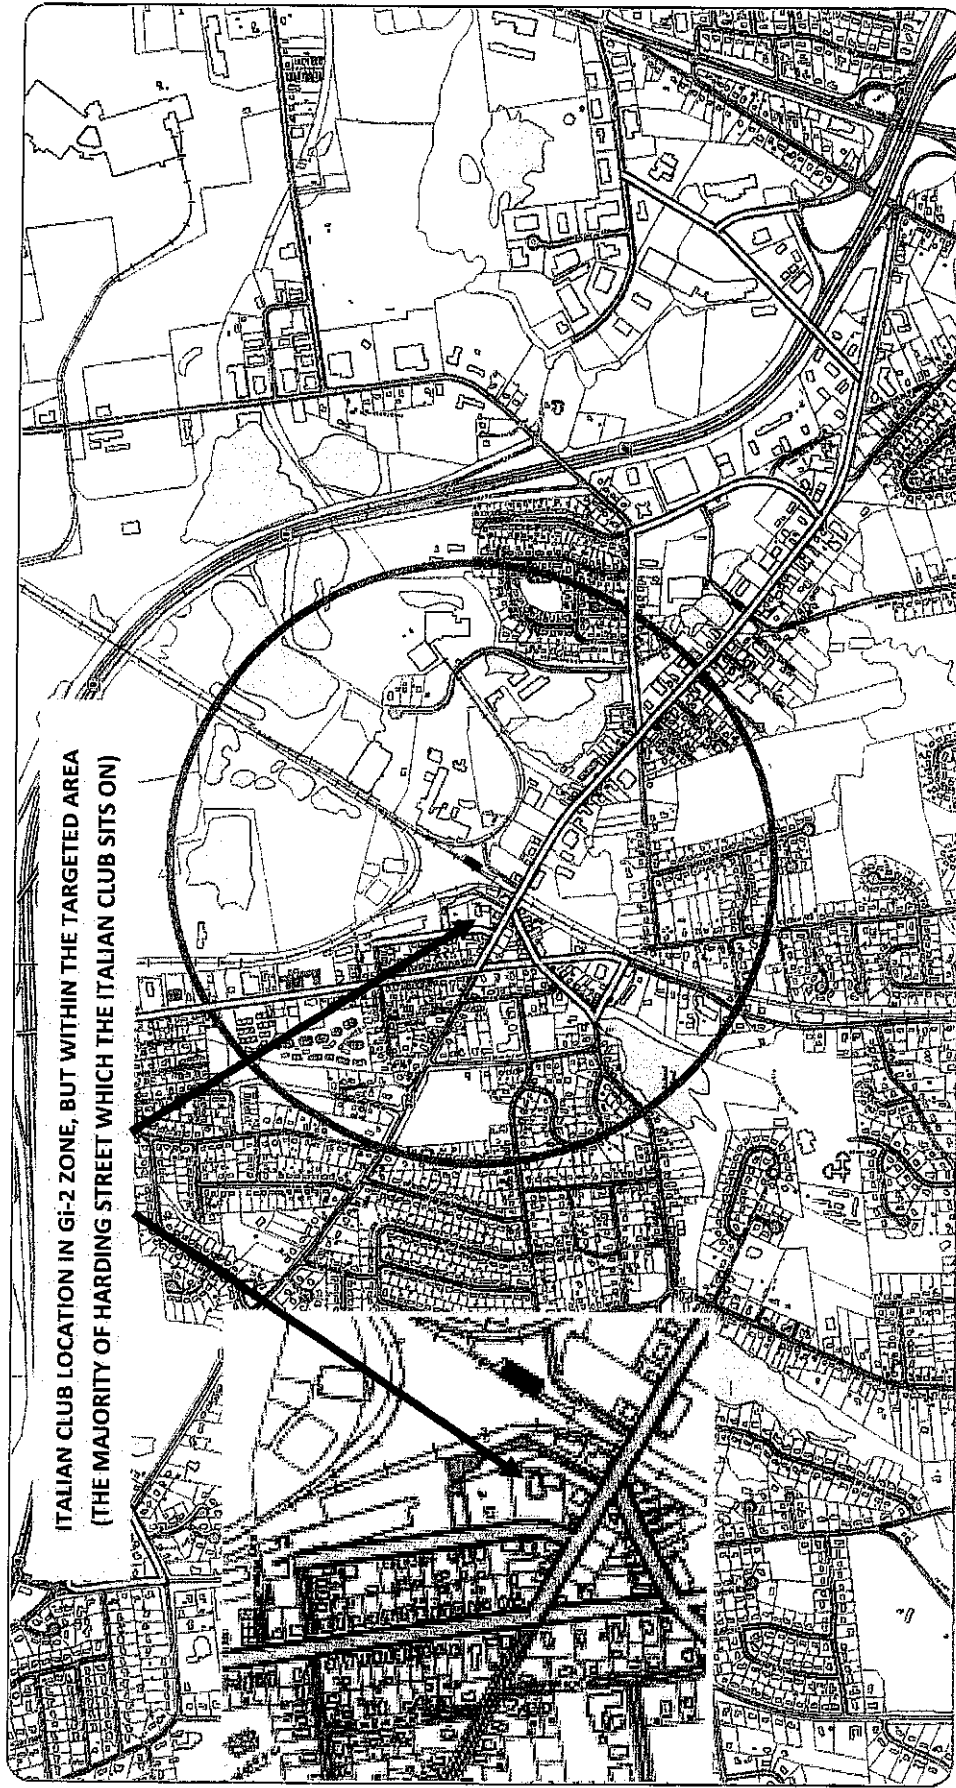 ITALIAN CLUB LOCATION IN GI-2 ZONE, BUT WITHIN THE TARGETED AREA
(THE MAJORITY OF HARDING STREET WHICH THE ITALIAN CLUB SITS ON)